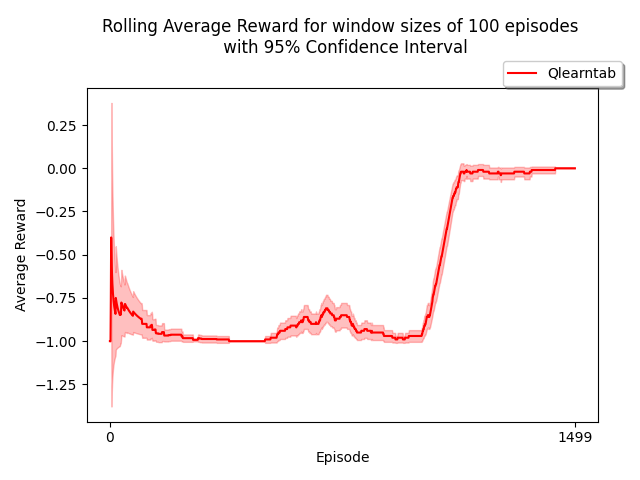 Rolling Average Reward for window sizes of 100 episodes
with 95% Confidence Interval
Qlearntab
0.25
0.00
−0.25
−0.50
−0.75
−1.00
−1.25
Average Reward
0
1499
Episode